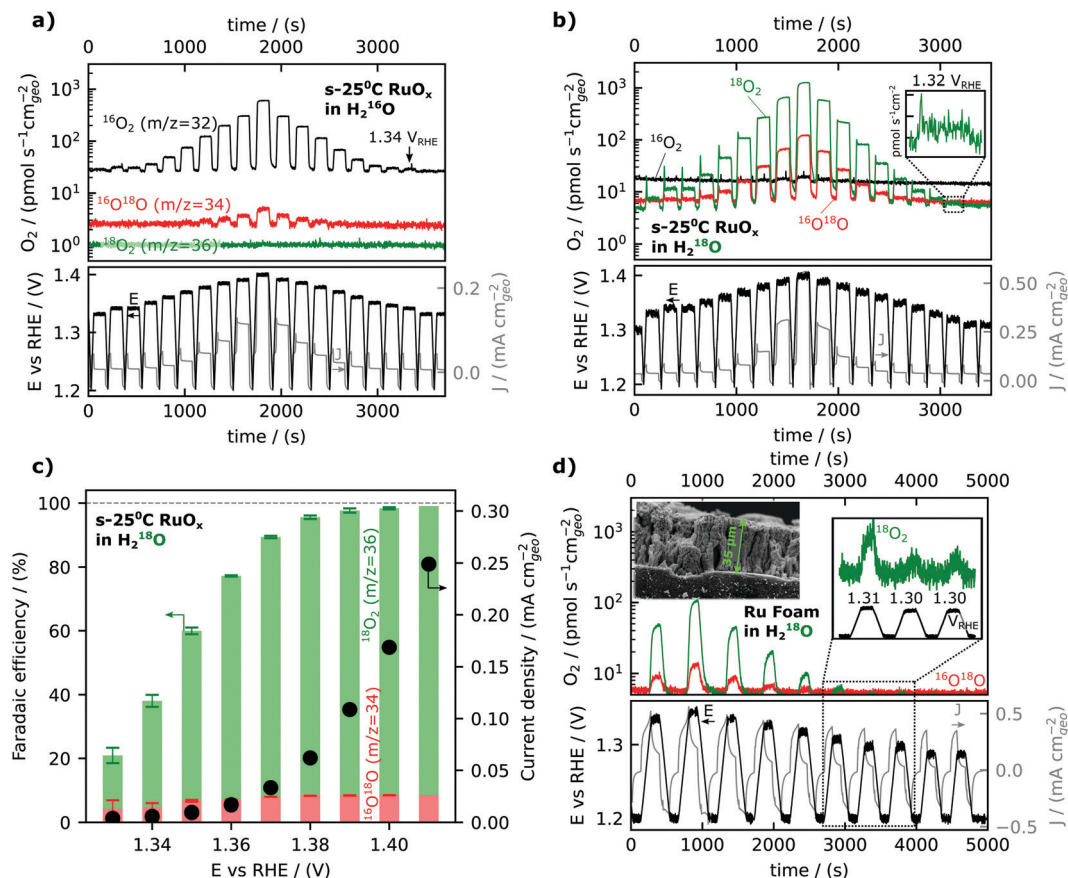 a)
time / (s)
0 1000 2000 3000
10³
10²
10¹
10⁰
O₂ / (pmol s⁻¹cm⁻²geo)
s-25⁰C RuOₓ
in H₂¹⁶O
¹⁶O₂ (m/z=32)
1.34 V_RHE
¹⁶O¹⁸O (m/z=34)
¹⁸O₂ (m/z=36)
1.4
1.3
1.2
E vs RHE / (V)
E
J
0.2
0.0
J / (mA cm⁻²geo)
0 1000 2000 3000
time / (s)
b)
time / (s)
0 1000 2000 3000
10³
10²
10¹
10⁰
O₂ / (pmol s⁻¹cm⁻²geo)
¹⁸O₂
1.32 V_RHE
pmol s⁻¹cm⁻²
¹⁶O₂
¹⁶O¹⁸O
s-25⁰C RuOₓ
in H₂¹⁸O
1.4
1.3
1.2
E vs RHE / (V)
E
J
0.50
0.25
0.00
J / (mA cm⁻²geo)
0 1000 2000 3000
time / (s)
c)
100
80
60
40
20
0
Faradaic efficiency / (%)
s-25⁰C RuOₓ
in H₂¹⁸O
¹⁸O₂ (m/z=36)
¹⁶O¹⁸O (m/z=34)
0.30
0.25
0.20
0.15
0.10
0.05
0.00
Current density / (mA cm⁻²geo)
1.34 1.36 1.38 1.40
E vs RHE / (V)
d)
time / (s)
0 1000 2000 3000 4000 5000
10³
10²
10¹
O₂ / (pmol s⁻¹cm⁻²geo)
35 µm
Ru Foam
in H₂¹⁸O
¹⁸O₂
1.31 1.30 1.30
V_RHE
¹⁶O¹⁸O
1.3
1.2
E vs RHE / (V)
E
J
0.5
0.0
−0.5
J / (mA cm⁻²geo)
0 1000 2000 3000 4000 5000
time / (s)